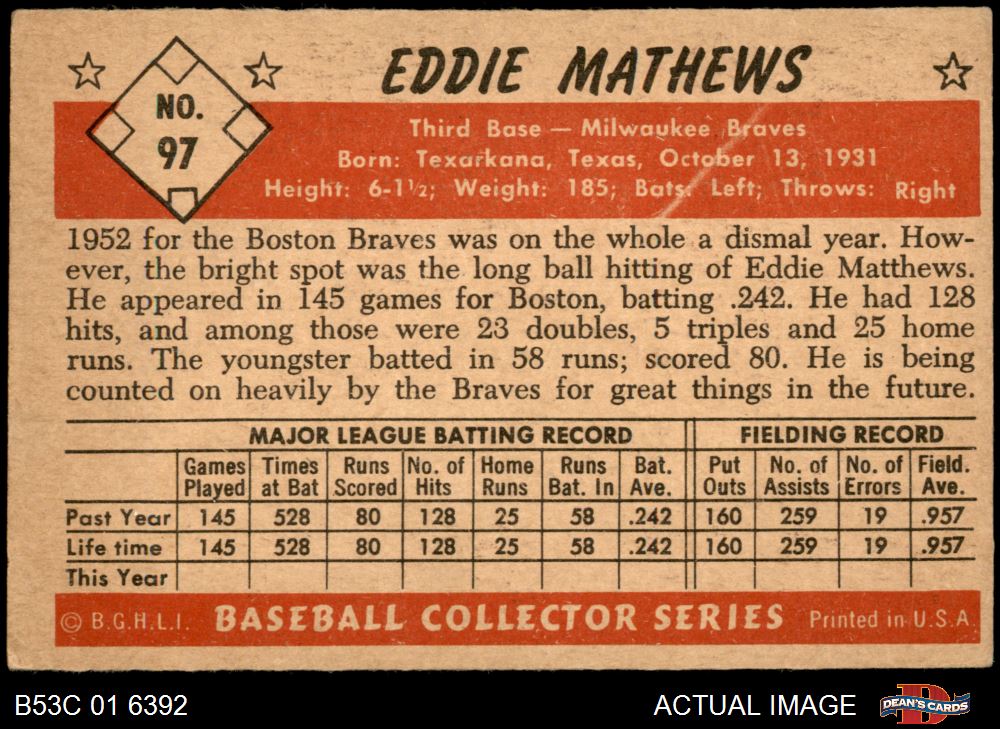 NO.
97
EDDIE MATHEWS
Third Base — Milwaukee Braves
Born: Texarkana, Texas, October 13, 1931
Height: 6-1½; Weight: 185; Bats: Left; Throws: Right
1952 for the Boston Braves was on the whole a dismal year. How-
ever, the bright spot was the long ball hitting of Eddie Matthews.
He appeared in 145 games for Boston, batting .242. He had 128
hits, and among those were 23 doubles, 5 triples and 25 home
runs. The youngster batted in 58 runs; scored 80. He is being
counted on heavily by the Braves for great things in the future.
MAJOR LEAGUE BATTING RECORD FIELDING RECORD
Games Times Runs No. of Home Runs Bat. Put No. of No. of Field.
Played at Bat Scored Hits Runs Bat. In Ave. Outs Assists Errors Ave.
Past Year 145 528 80 128 25 58 .242 160 259 19 .957
Life time 145 528 80 128 25 58 .242 160 259 19 .957
This Year
© B.G.H.L.I. BASEBALL COLLECTOR SERIES Printed in U.S.A.
B53C 01 6392 ACTUAL IMAGE DEAN'S CARDS